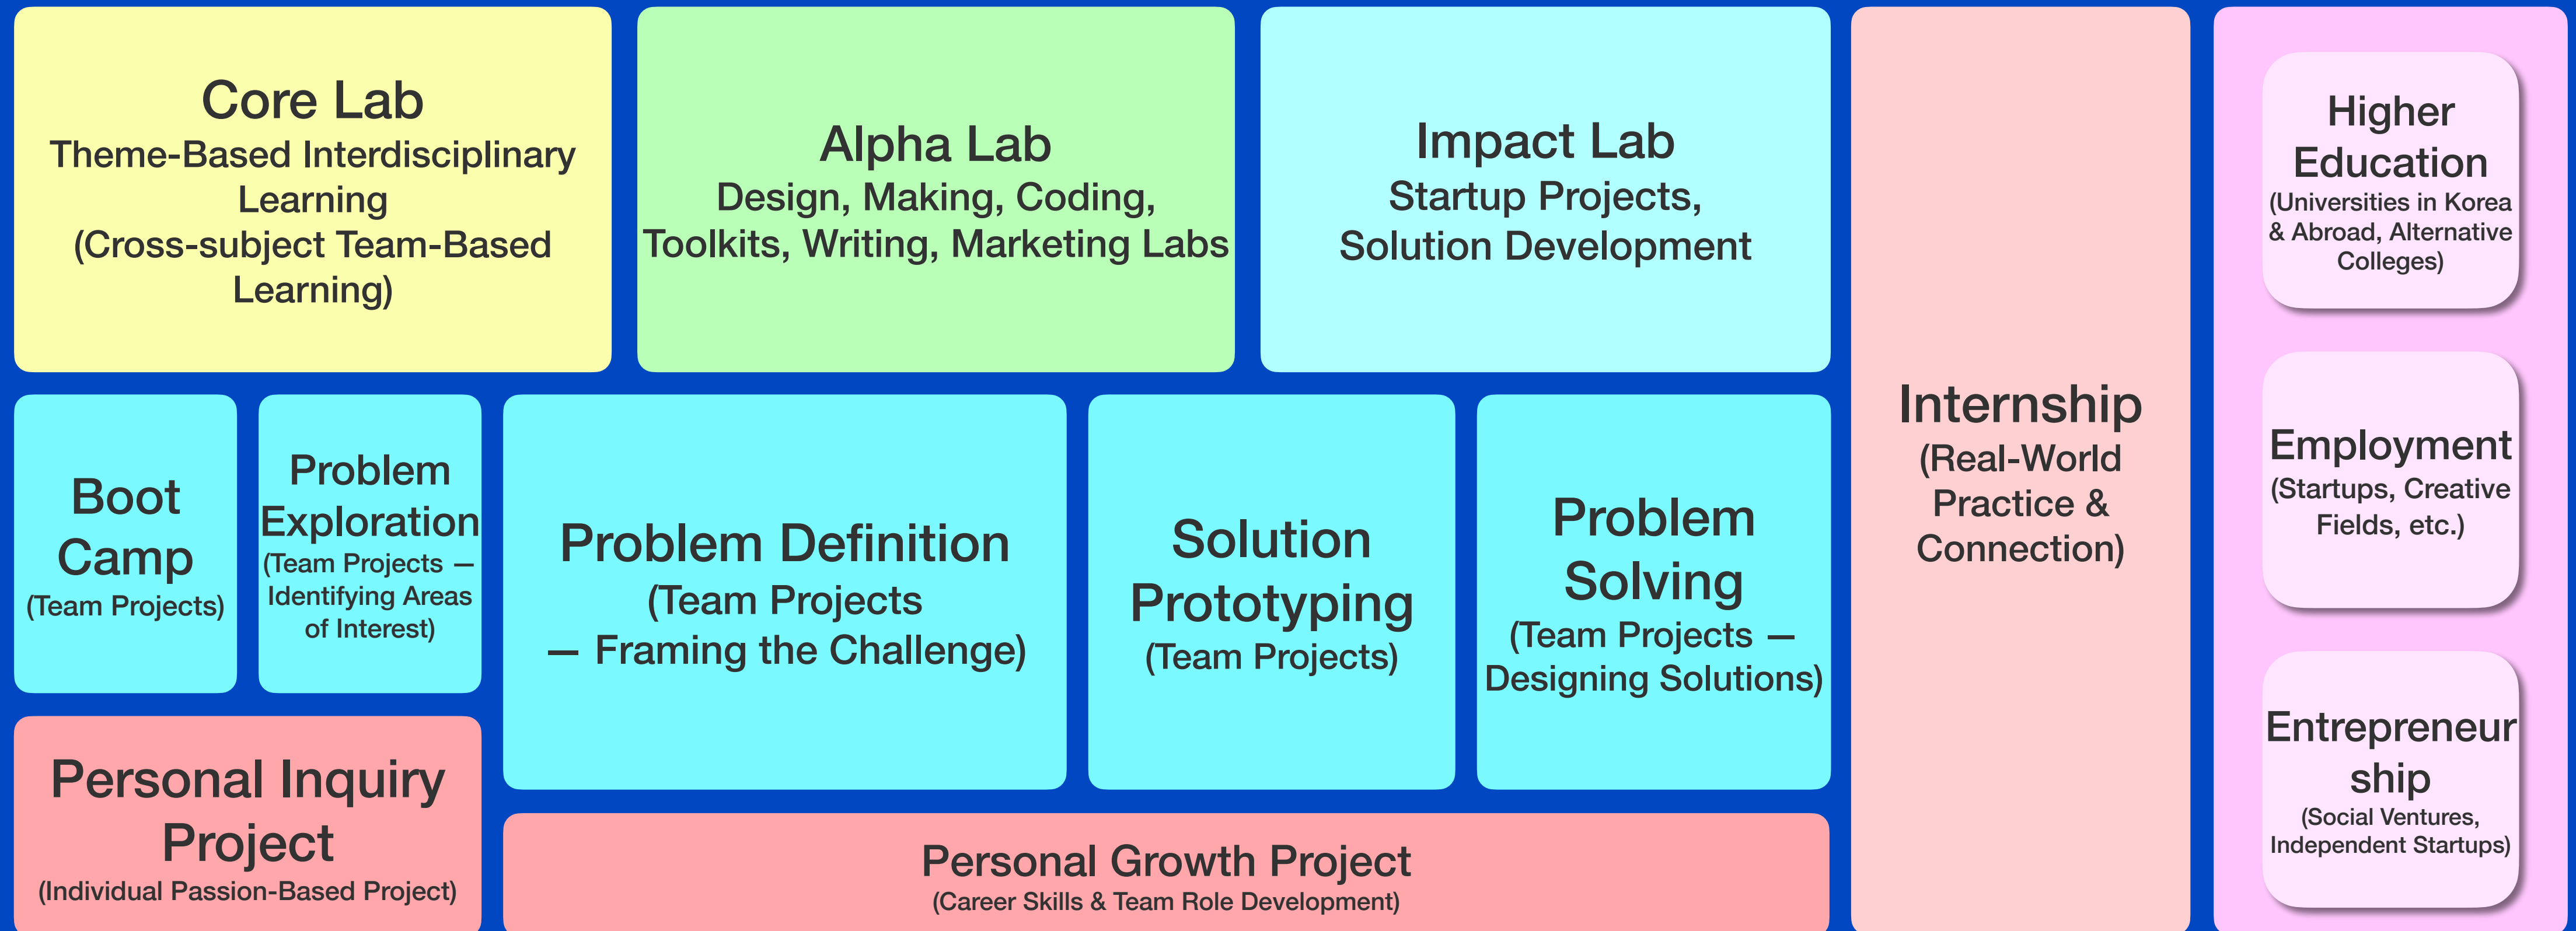 Core Lab
Theme-Based Interdisciplinary
Learning
(Cross-subject Team-Based
Learning)
Alpha Lab
Design, Making, Coding,
Toolkits, Writing, Marketing Labs
Impact Lab
Startup Projects,
Solution Development
Boot
Camp
(Team Projects)
Problem
Exploration
(Team Projects —
Identifying Areas
of Interest)
Problem Definition
(Team Projects
— Framing the Challenge)
Solution
Prototyping
(Team Projects)
Problem
Solving
(Team Projects —
Designing Solutions)
Personal Inquiry
Project
(Individual Passion-Based Project)
Personal Growth Project
(Career Skills & Team Role Development)
Internship
(Real-World
Practice &
Connection)
Higher
Education
(Universities in Korea
& Abroad, Alternative
Colleges)
Employment
(Startups, Creative
Fields, etc.)
Entrepreneur
ship
(Social Ventures,
Independent Startups)